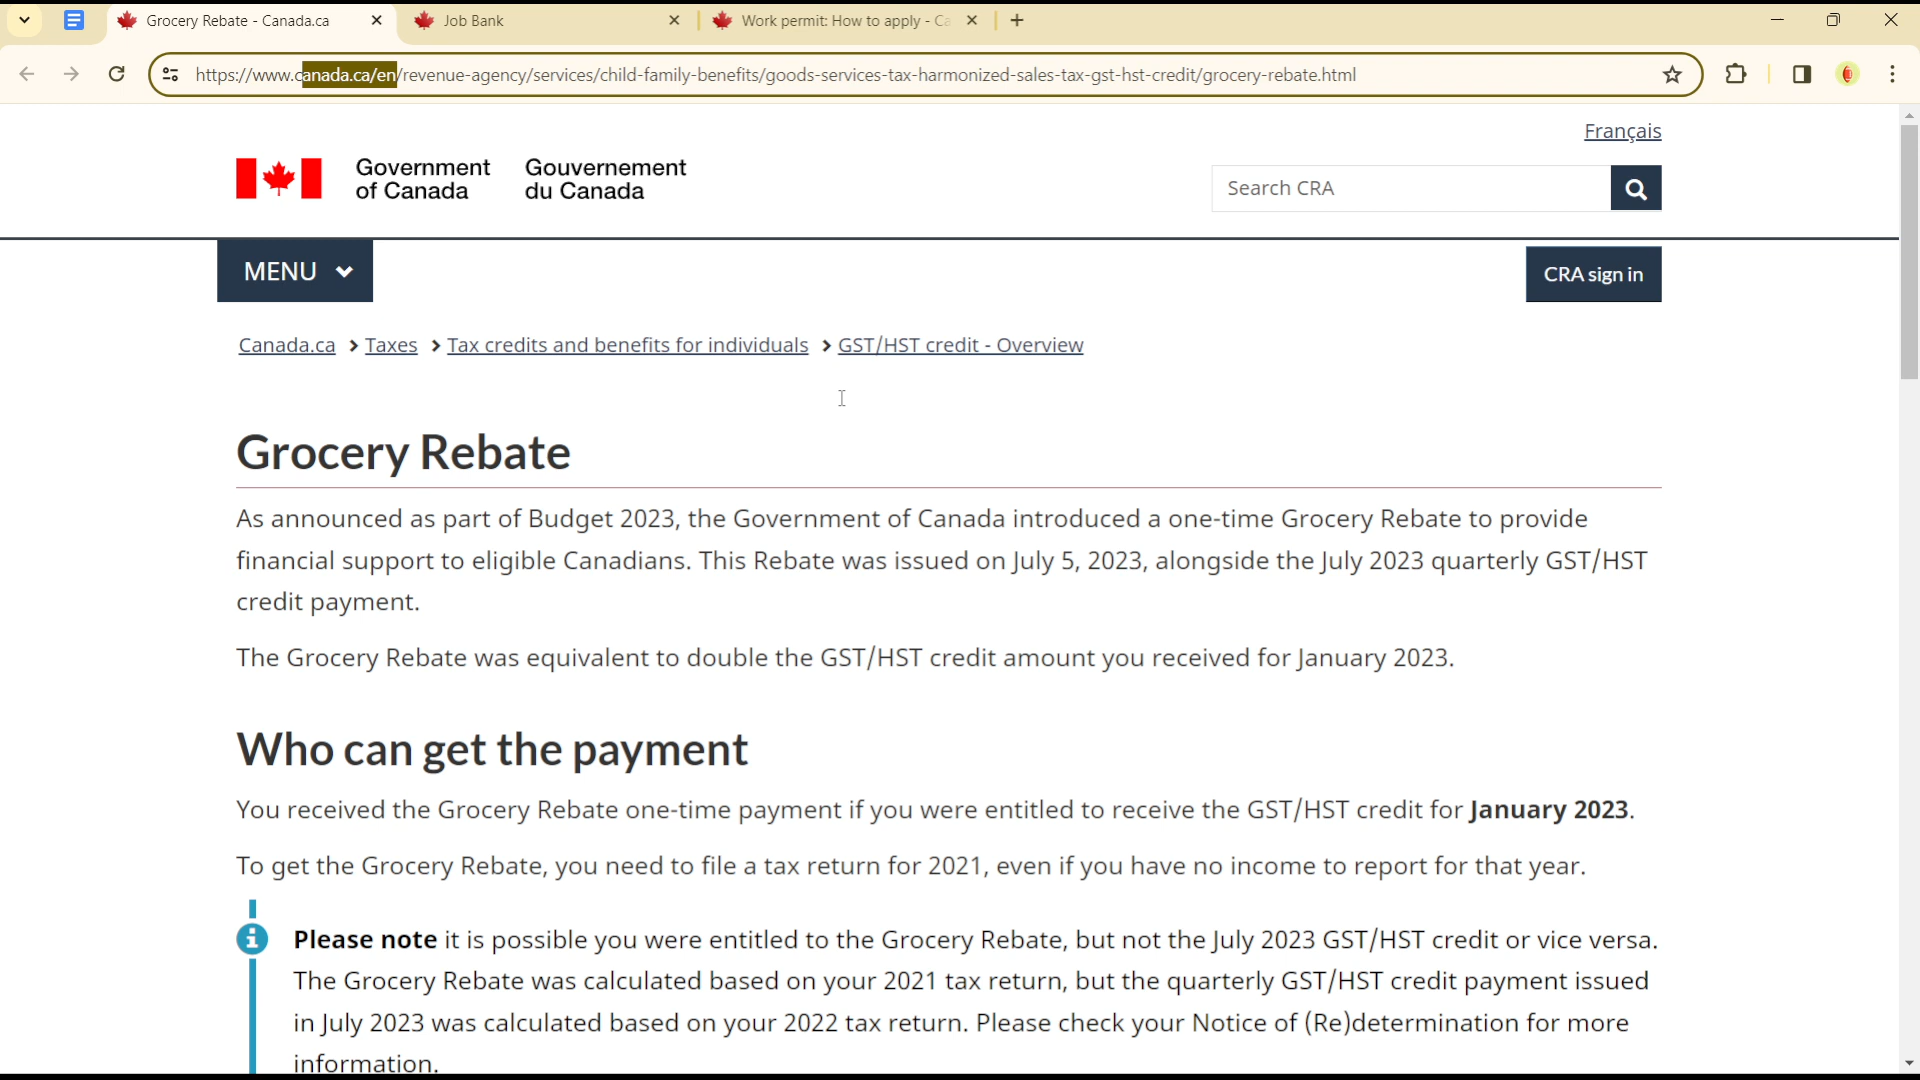 Grocery Rebate - Canada.ca
Job Bank
Work permit: How to apply - Ca
https://www.canada.ca/en/revenue-agency/services/child-family-benefits/goods-services-tax-harmonized-sales-tax-gst-hst-credit/grocery-rebate.html
Français
Government of Canada
Gouvernement du Canada
Search CRA
MENU
CRA sign in
Canada.ca > Taxes > Tax credits and benefits for individuals > GST/HST credit - Overview
Grocery Rebate
As announced as part of Budget 2023, the Government of Canada introduced a one-time Grocery Rebate to provide
financial support to eligible Canadians. This Rebate was issued on July 5, 2023, alongside the July 2023 quarterly GST/HST
credit payment.
The Grocery Rebate was equivalent to double the GST/HST credit amount you received for January 2023.
Who can get the payment
You received the Grocery Rebate one-time payment if you were entitled to receive the GST/HST credit for January 2023.
To get the Grocery Rebate, you need to file a tax return for 2021, even if you have no income to report for that year.
Please note it is possible you were entitled to the Grocery Rebate, but not the July 2023 GST/HST credit or vice versa.
The Grocery Rebate was calculated based on your 2021 tax return, but the quarterly GST/HST credit payment issued
in July 2023 was calculated based on your 2022 tax return. Please check your Notice of (Re)determination for more
information.